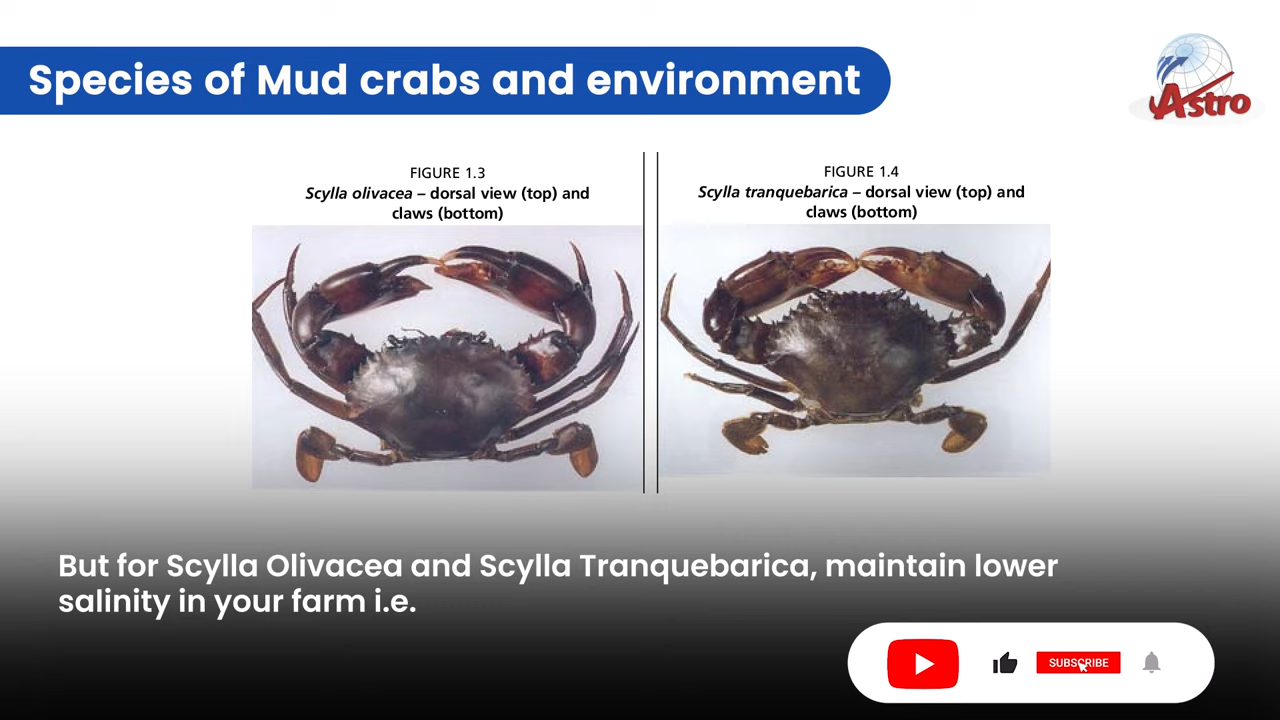 Species of Mud crabs and environment
Astro
FIGURE 1.3
Scylla olivacea – dorsal view (top) and
claws (bottom)
FIGURE 1.4
Scylla tranquebarica – dorsal view (top) and
claws (bottom)
But for Scylla Olivacea and Scylla Tranquebarica, maintain lower
salinity in your farm i.e.
SUBSCRIBE